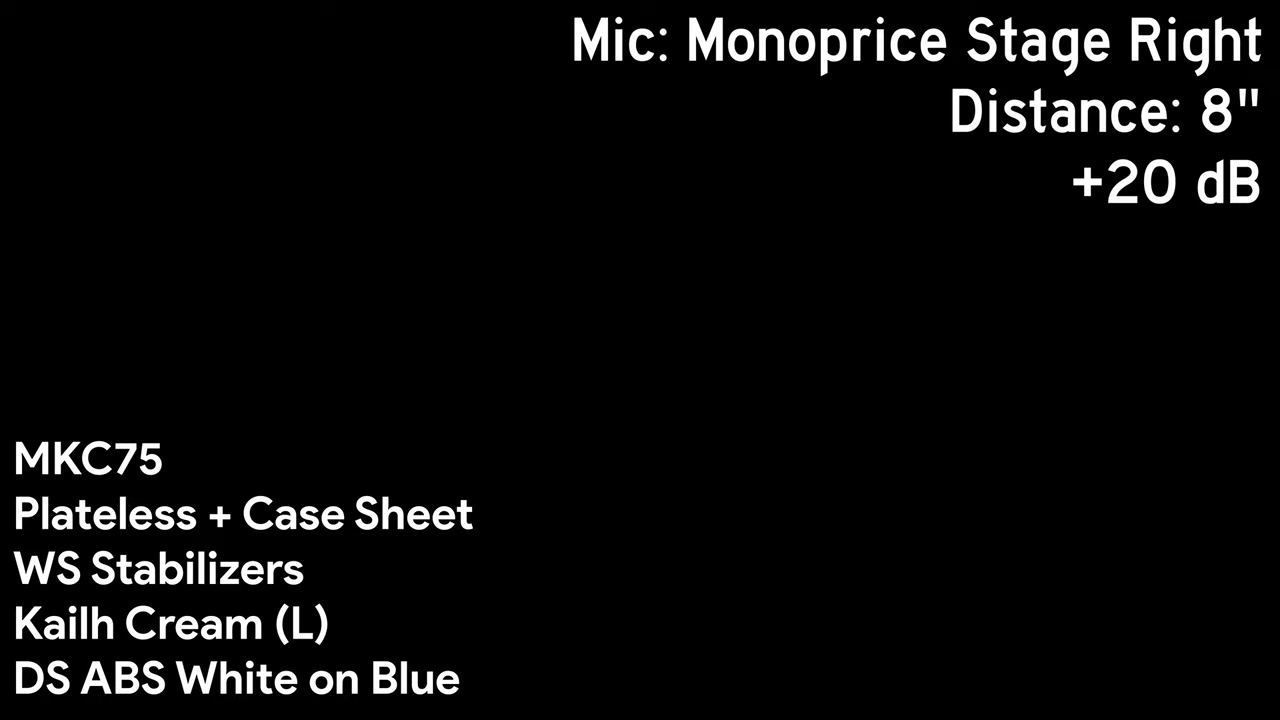 Mic: Monoprice Stage Right
Distance: 8"
+20 dB
MKC75
Plateless + Case Sheet
WS Stabilizers
Kailh Cream (L)
DS ABS White on Blue